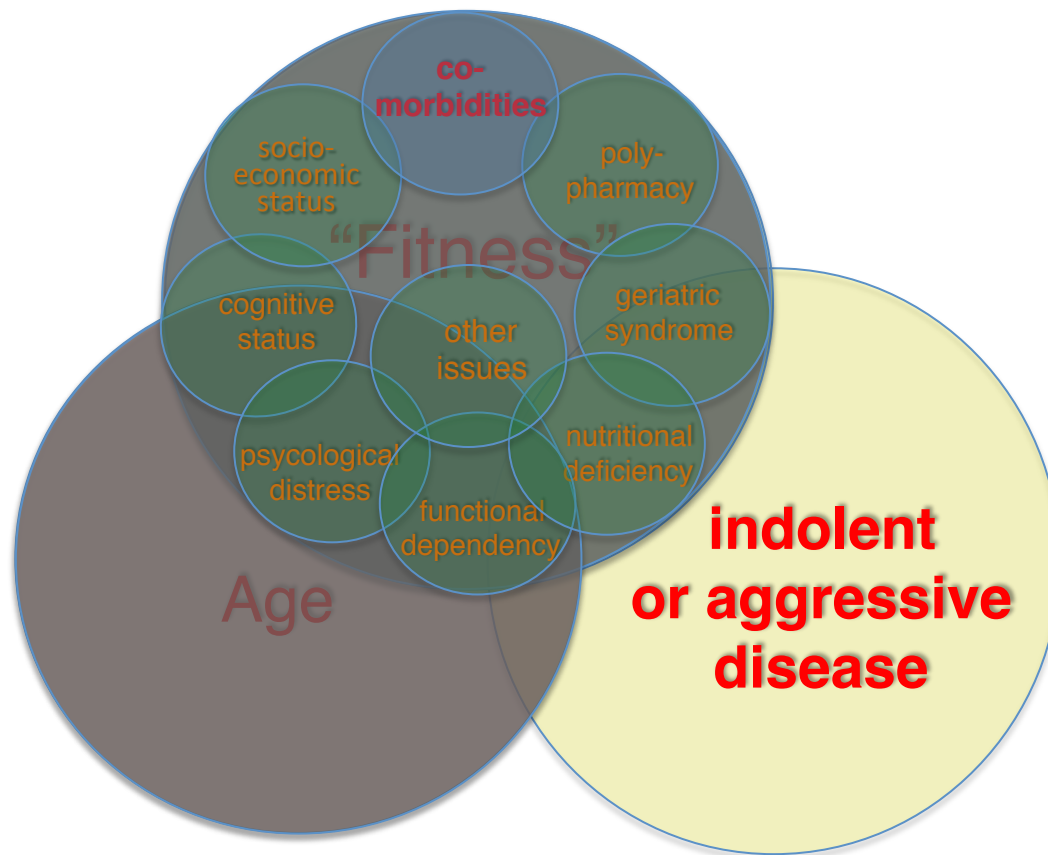 co-
morbidities
socio-
economic
status
poly-
pharmacy
“Fitness”
cognitive
status
other
issues
geriatric
syndrome
psycological
distress
functional
dependency
nutritional
deficiency
Age
indolent
or aggressive
disease